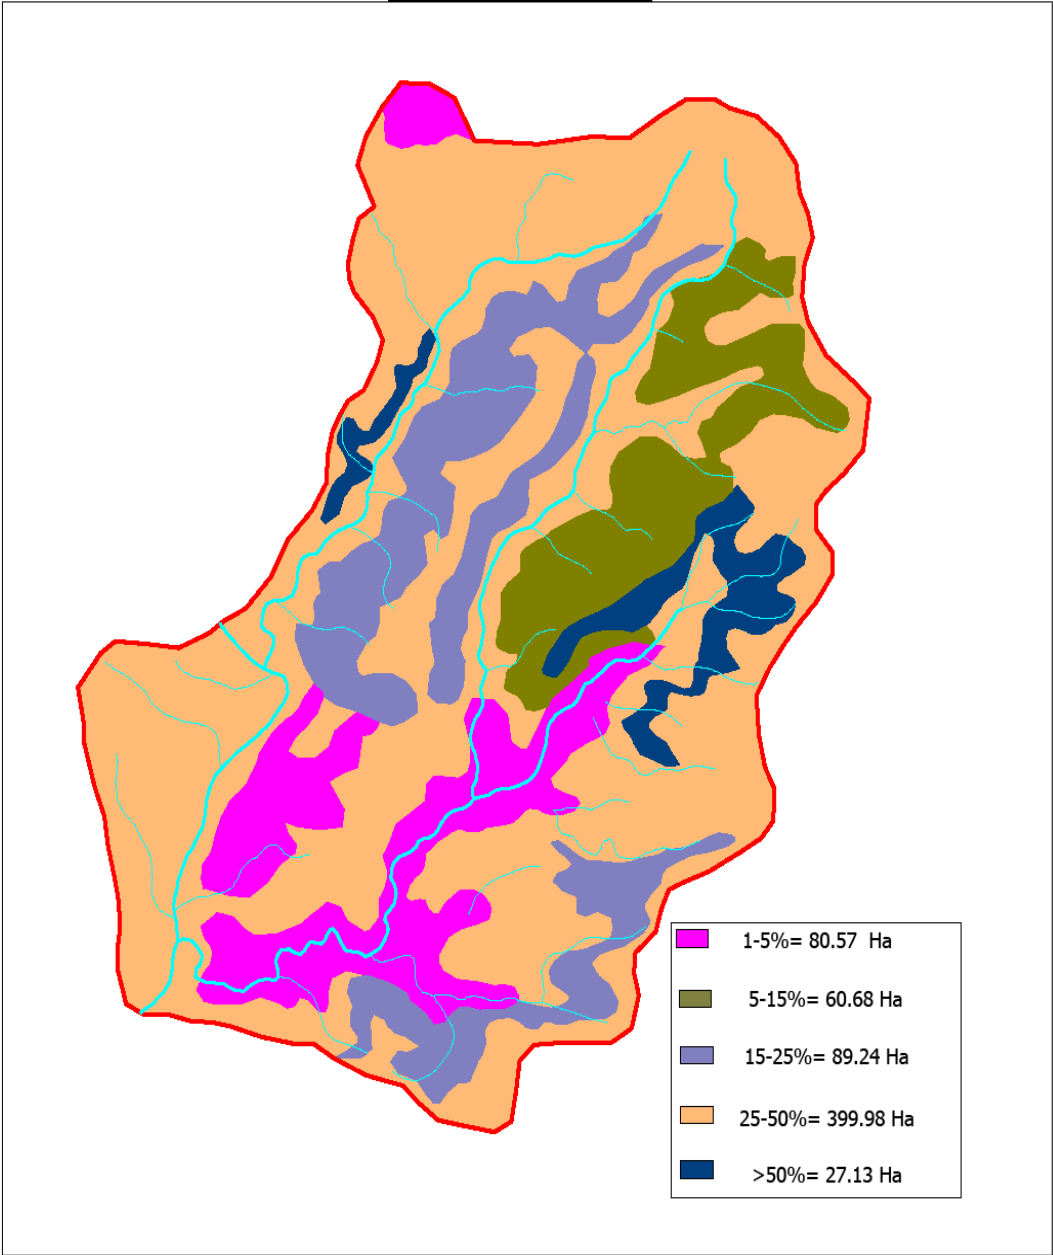 1-5%= 80.57 Ha
5-15%= 60.68 Ha
15-25%= 89.24 Ha
25-50%= 399.98 Ha
>50%= 27.13 Ha